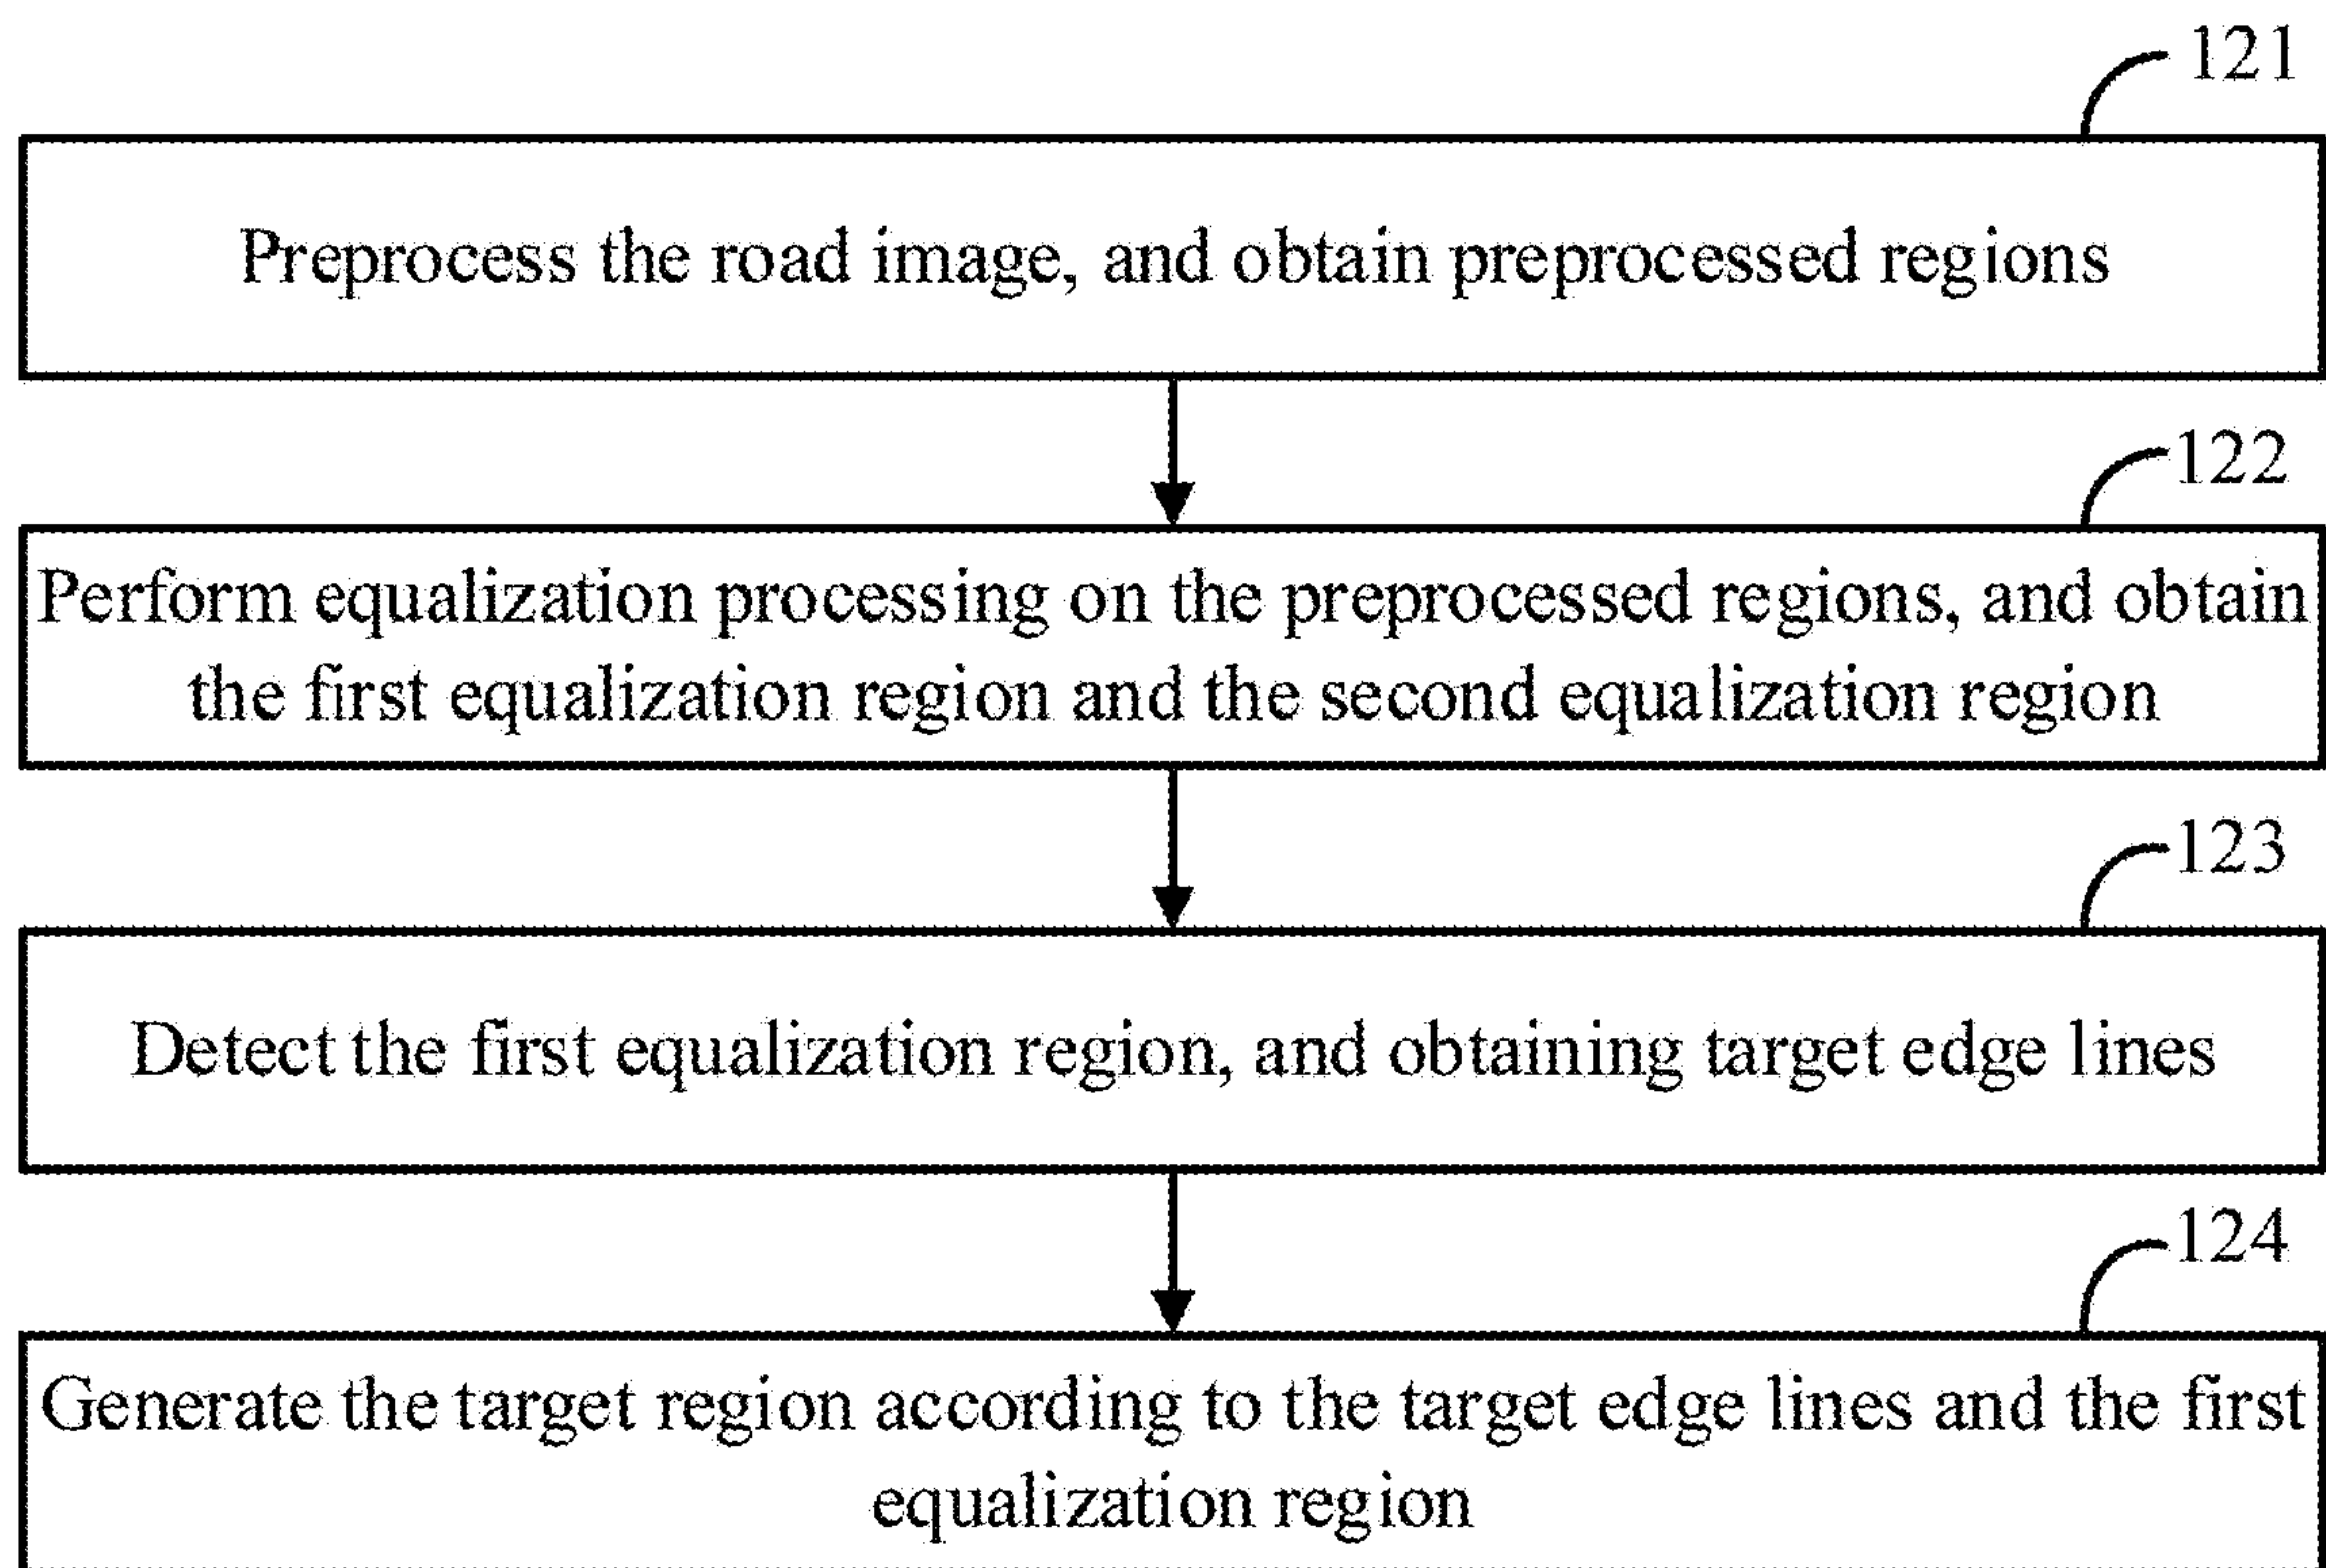 121
Preprocess the road image, and obtain preprocessed regions
122
Perform equalization processing on the preprocessed regions, and obtain
the first equalization region and the second equalization region
123
Detect the first equalization region, and obtaining target edge lines
124
Generate the target region according to the target edge lines and the first
equalization region